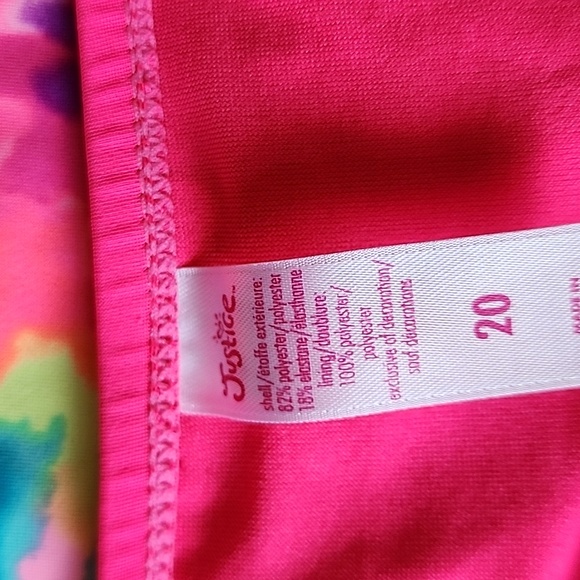 Justice™
shell/étoffe extérieure:
82% polyester/polyester
18% elastane/élasthanne
lining/doublure:
100% polyester/
polyester
exclusive of decoration/
sauf décorations
20